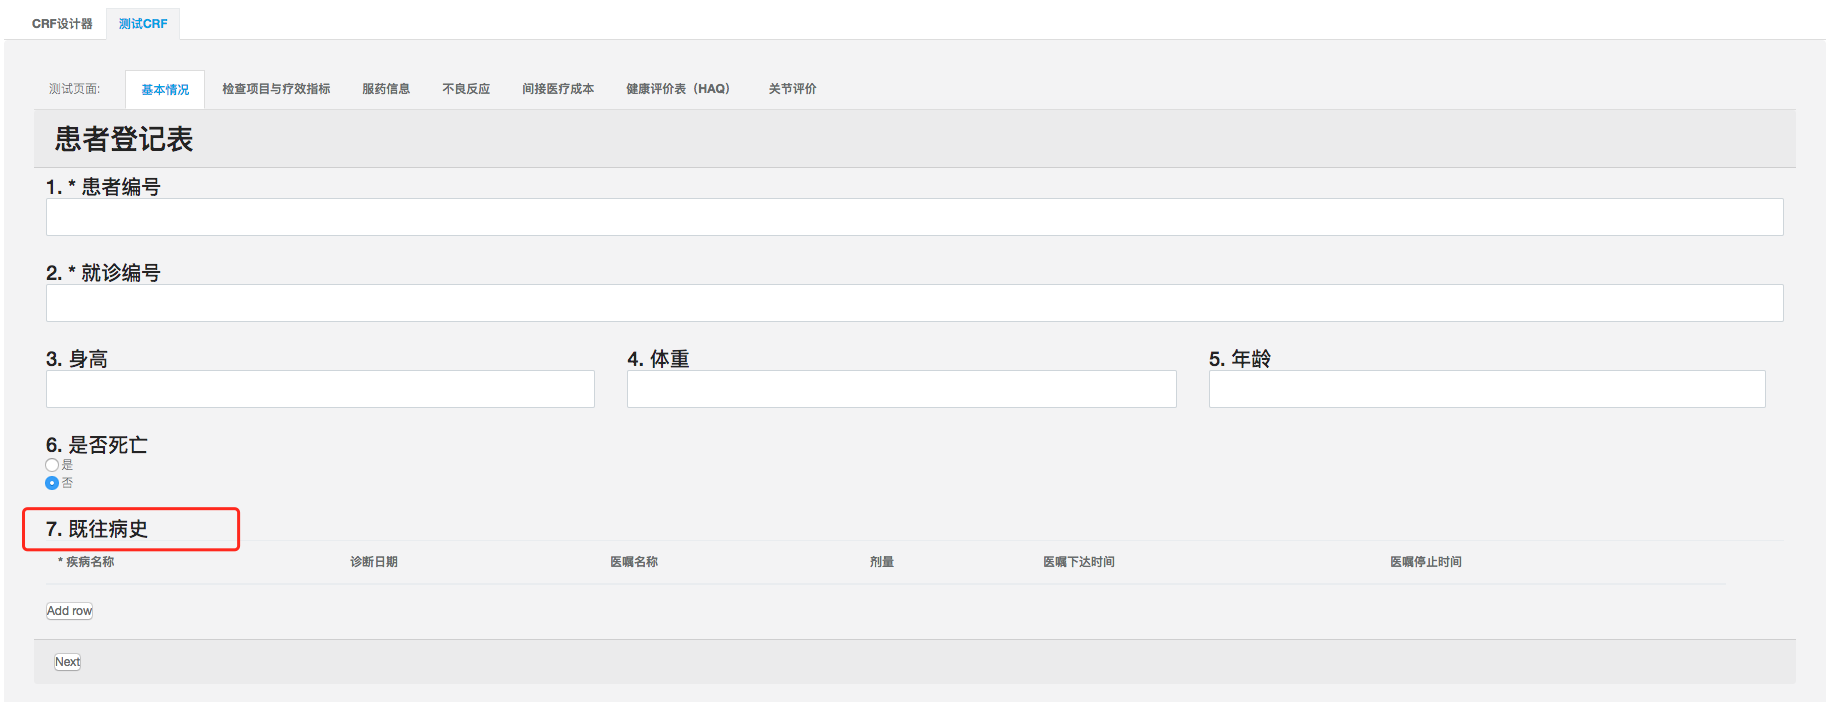 CRF设计器 测试CRF
测试页面: 基本情况 检查项目与疗效指标 服药信息 不良反应 间接医疗成本 健康评价表（HAQ） 关节评价
患者登记表
1. * 患者编号
2. * 就诊编号
3. 身高 4. 体重 5. 年龄
6. 是否死亡
是
否
7. 既往病史
* 疾病名称 诊断日期 医嘱名称 剂量 医嘱下达时间 医嘱停止时间
Add row
Next